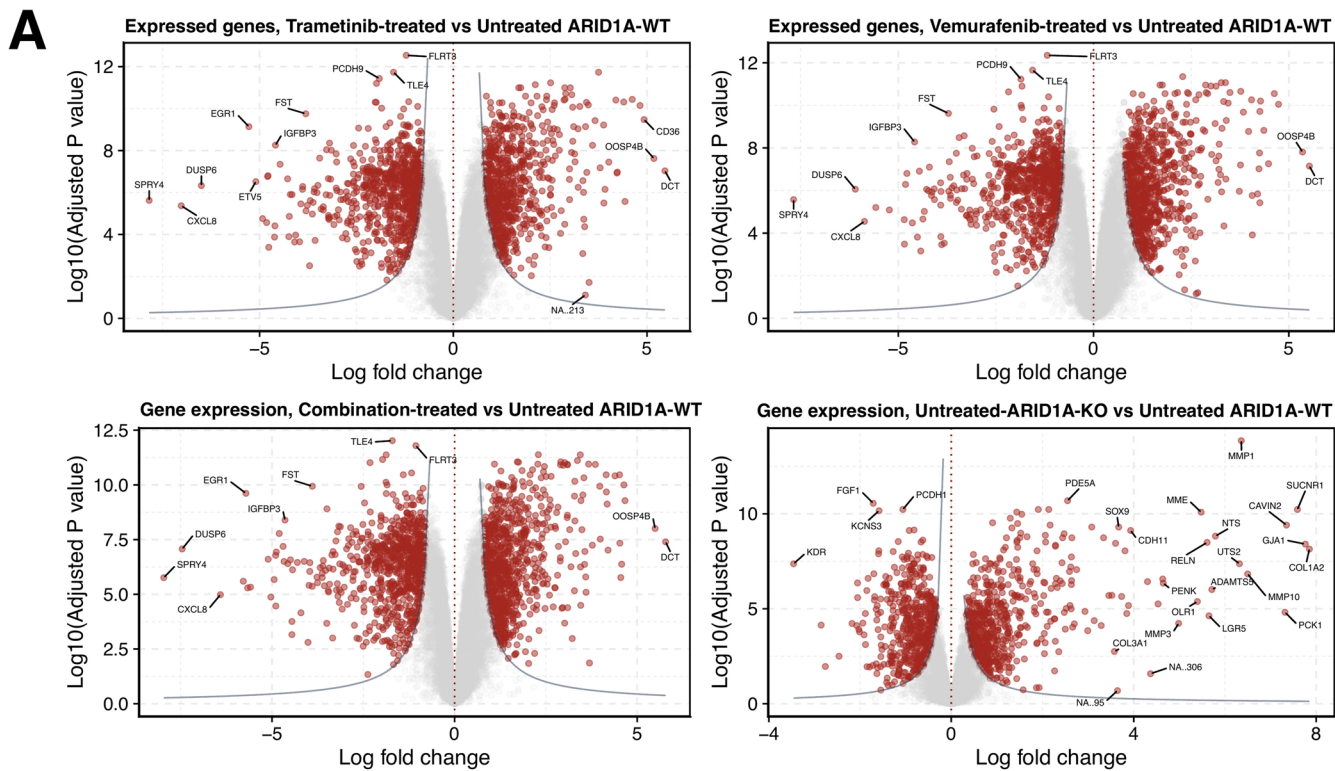 A
Expressed genes, Trametinib-treated vs Untreated ARID1A-WT
Log10(Adjusted P value)
12
8
4
0
FLRT3
PCDH9
TLE4
FST
EGR1
IGFBP3
CD36
OOSP4B
DCT
DUSP6
SPRY4
ETV5
CXCL8
NA..213
−5
0
5
Log fold change
Expressed genes, Vemurafenib-treated vs Untreated ARID1A-WT
Log10(Adjusted P value)
12
8
4
0
FLRT3
PCDH9
TLE4
FST
IGFBP3
OOSP4B
DCT
DUSP6
SPRY4
CXCL8
−5
0
5
Log fold change
Gene expression, Combination-treated vs Untreated ARID1A-WT
Log10(Adjusted P value)
12.5
10.0
7.5
5.0
2.5
0.0
TLE4
FLRT3
EGR1
FST
IGFBP3
OOSP4B
DUSP6
DCT
SPRY4
CXCL8
−5
0
5
Log fold change
Gene expression, Untreated-ARID1A-KO vs Untreated ARID1A-WT
Log10(Adjusted P value)
10
5
0
MMP1
FGF1
PCDH1
PDE5A
SUCNR1
MME
CAVIN2
KCNS3
SOX9
NTS
CDH11
GJA1
KDR
RELN
UTS2
COL1A2
ADAMTS5
PENK
MMP10
OLR1
PCK1
LGR5
MMP3
COL3A1
NA..306
NA..95
−4
0
4
8
Log fold change